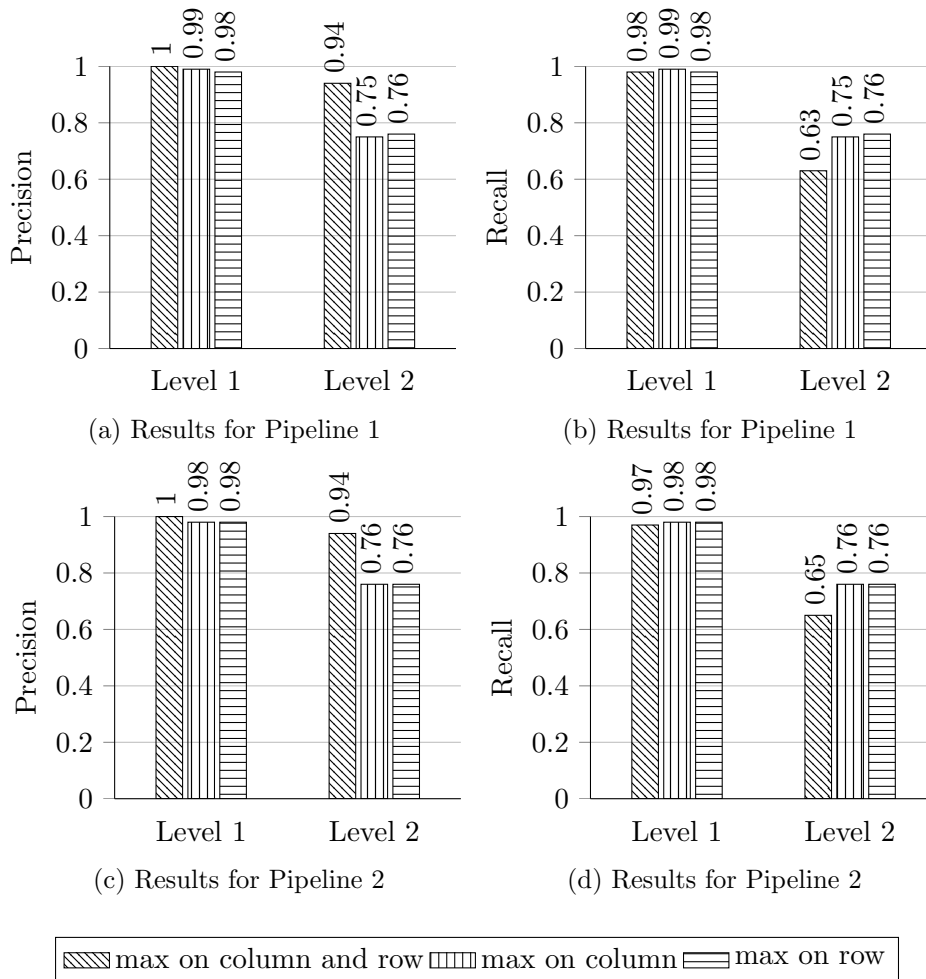 1 0.99 0.98 0.94 0.75 0.76
Precision
1
0.8
0.6
0.4
0.2
0
Level 1 Level 2
(a) Results for Pipeline 1
0.98 0.99 0.98 0.63 0.75 0.76
Recall
1
0.8
0.6
0.4
0.2
0
Level 1 Level 2
(b) Results for Pipeline 1
1 0.98 0.98 0.94 0.76 0.76
Precision
1
0.8
0.6
0.4
0.2
0
Level 1 Level 2
(c) Results for Pipeline 2
0.97 0.98 0.98 0.65 0.76 0.76
Recall
1
0.8
0.6
0.4
0.2
0
Level 1 Level 2
(d) Results for Pipeline 2
max on column and row max on column max on row